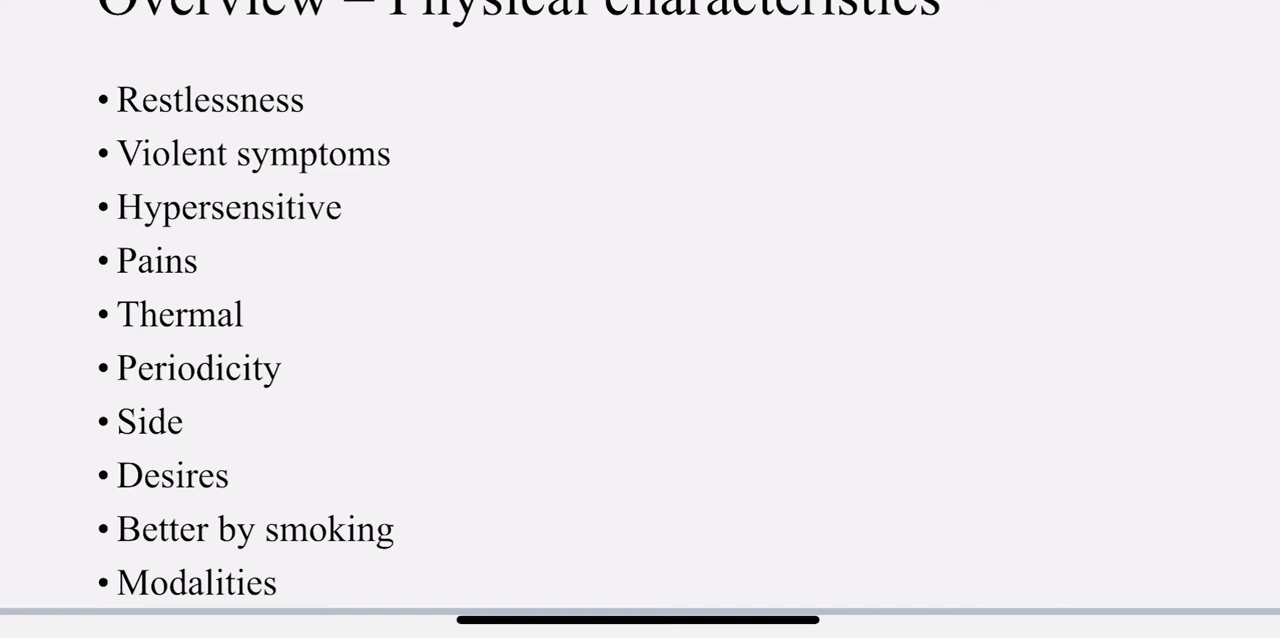 Overview – Physical characteristics
• Restlessness
• Violent symptoms
• Hypersensitive
• Pains
• Thermal
• Periodicity
• Side
• Desires
• Better by smoking
• Modalities